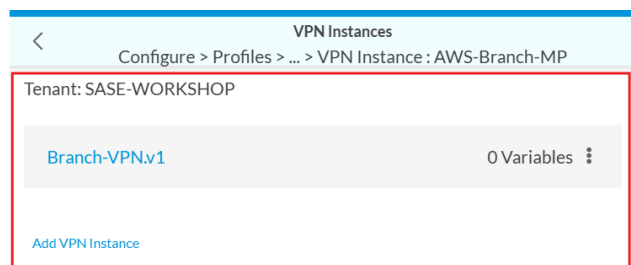 VPN Instances
Configure > Profiles > ... > VPN Instance : AWS-Branch-MP
Tenant: SASE-WORKSHOP
Branch-VPN.v1 0 Variables
Add VPN Instance